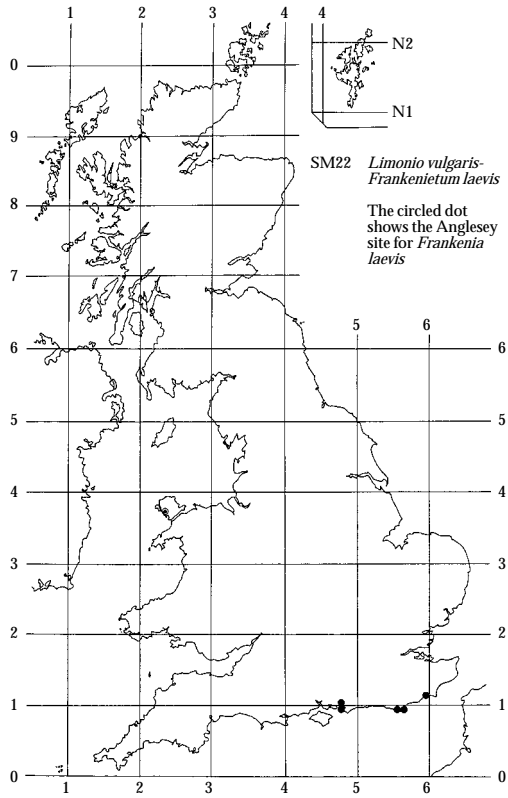 1 2 3 4 4
N2
0
N1
9
SM22 Limonio vulgaris-
Frankenietum laevis
8
The circled dot
shows the Anglesey
site for Frankenia
laevis
7
5 6
6 6
5 5
4 4
3 3
2 2
1 1
0 0
1 2 3 4 5 6